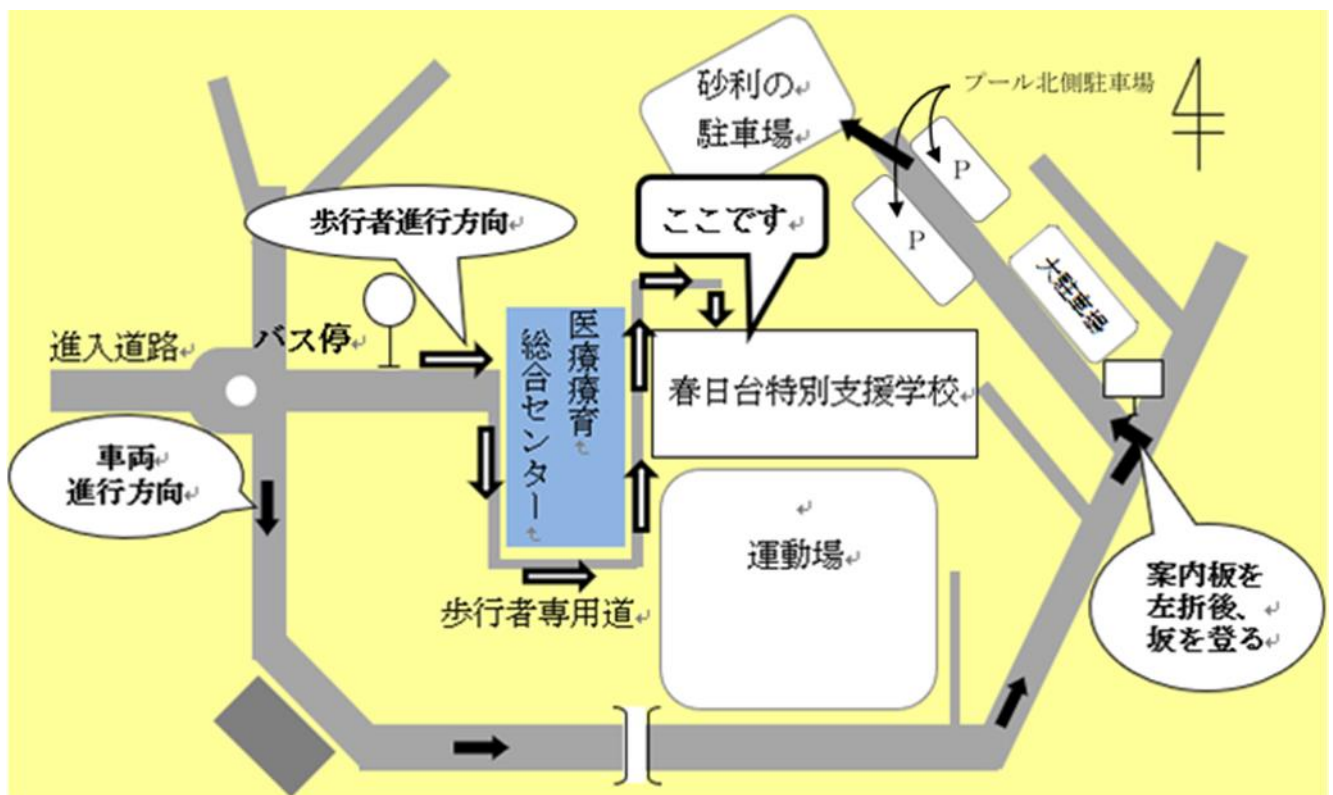 プール北側駐車場
砂利の
駐車場
P
P
ここです
歩行者進行方向
大駐車場
バス停
進入道路
医療療育
総合センター
春日台特別支援学校
車両
進行方向
運動場
案内板を
左折後、
坂を登る
歩行者専用道